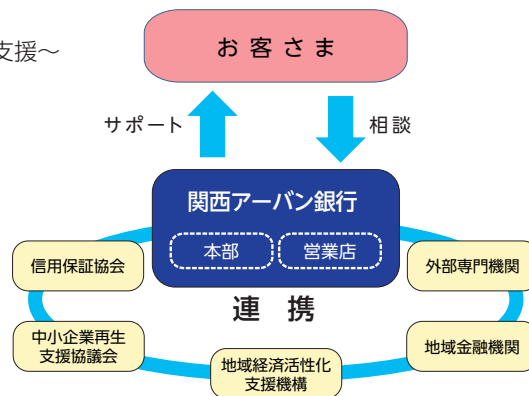 支援～
お客さま
サポート
相談
関西アーバン銀行
本部
営業店
信用保証協会
外部専門機関
連携
中小企業再生
支援協議会
地域金融機関
地域経済活性化
支援機構